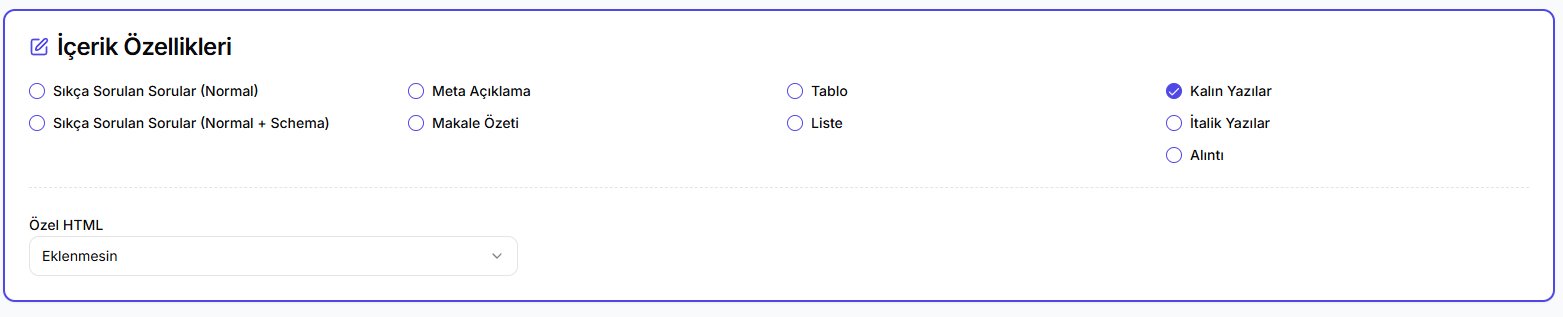 İçerik Özellikleri
Sıkça Sorulan Sorular (Normal)
Meta Açıklama
Tablo
Kalın Yazılar
Sıkça Sorulan Sorular (Normal + Schema)
Makale Özeti
Liste
İtalik Yazılar
Alıntı
Özel HTML
Eklenmesin